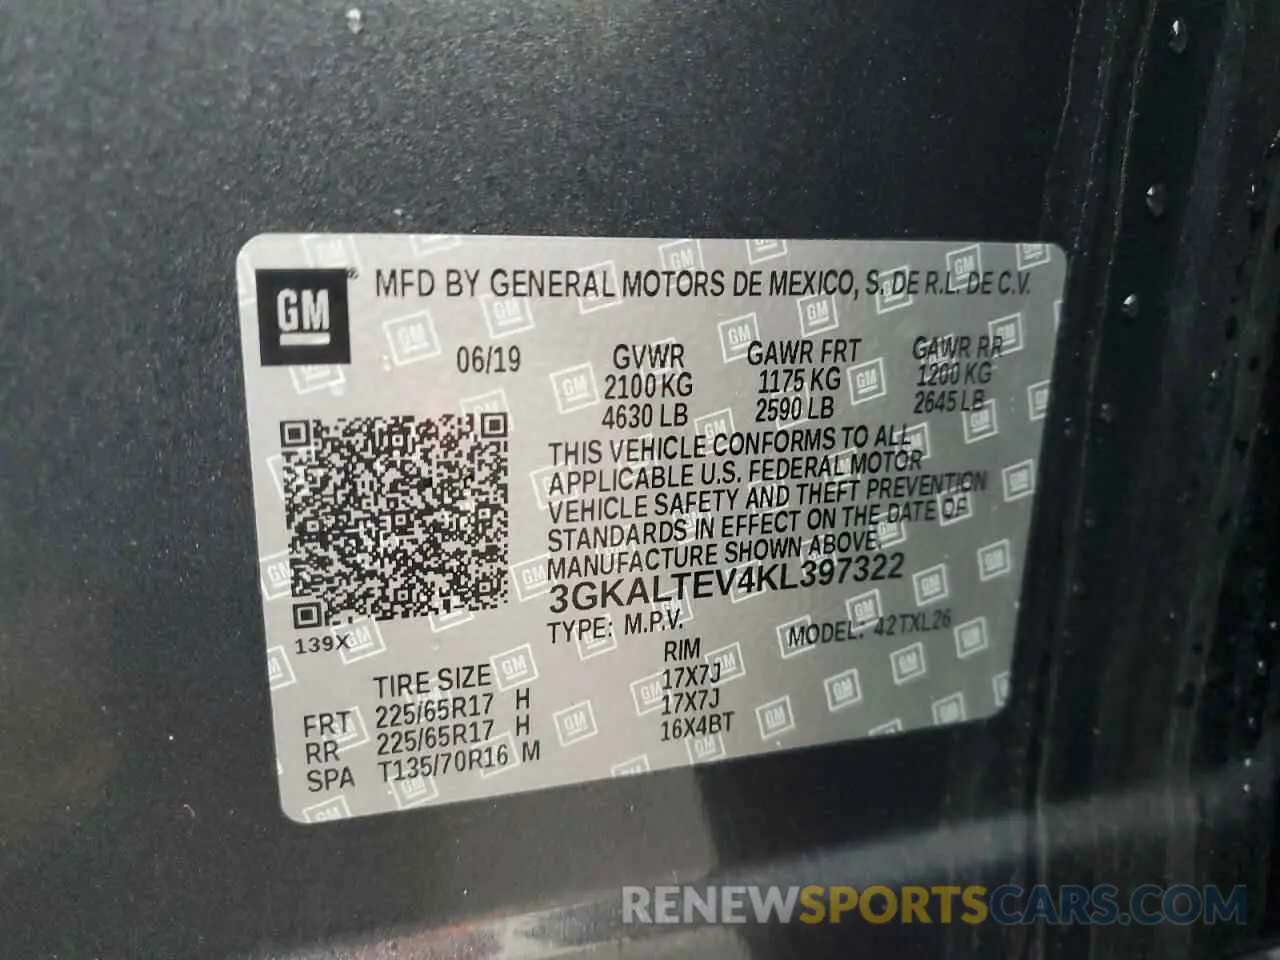 GM® MFD BY GENERAL MOTORS DE MEXICO, S. DE R.L. DE C.V.
06/19 GVWR GAWR FRT GAWR RR
2100 KG 1175 KG 1200 KG
4630 LB 2590 LB 2645 LB
THIS VEHICLE CONFORMS TO ALL
APPLICABLE U.S. FEDERAL MOTOR
VEHICLE SAFETY AND THEFT PREVENTION
STANDARDS IN EFFECT ON THE DATE OF
MANUFACTURE SHOWN ABOVE.
3GKALTEV4KL397322
139X
TYPE: M.P.V. MODEL: 42TXL26
TIRE SIZE RIM
FRT 225/65R17 H 17X7J
RR 225/65R17 H 17X7J
SPA T135/70R16 M 16X4BT
RENEWSPORTSCARS.COM